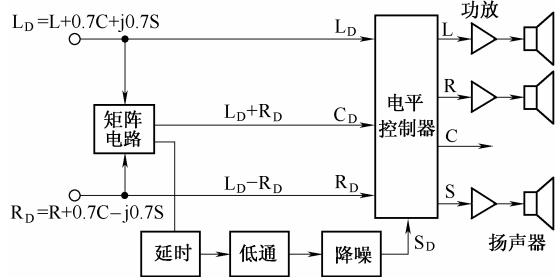 L_D=L+0.7C+j0.7S
R_D=R+0.7C−j0.7S
矩阵
电路
L_D+R_D
L_D−R_D
L_D
C_D
R_D
S_D
电平
控制器
L
R
C
S
功放
扬声器
延时
低通
降噪